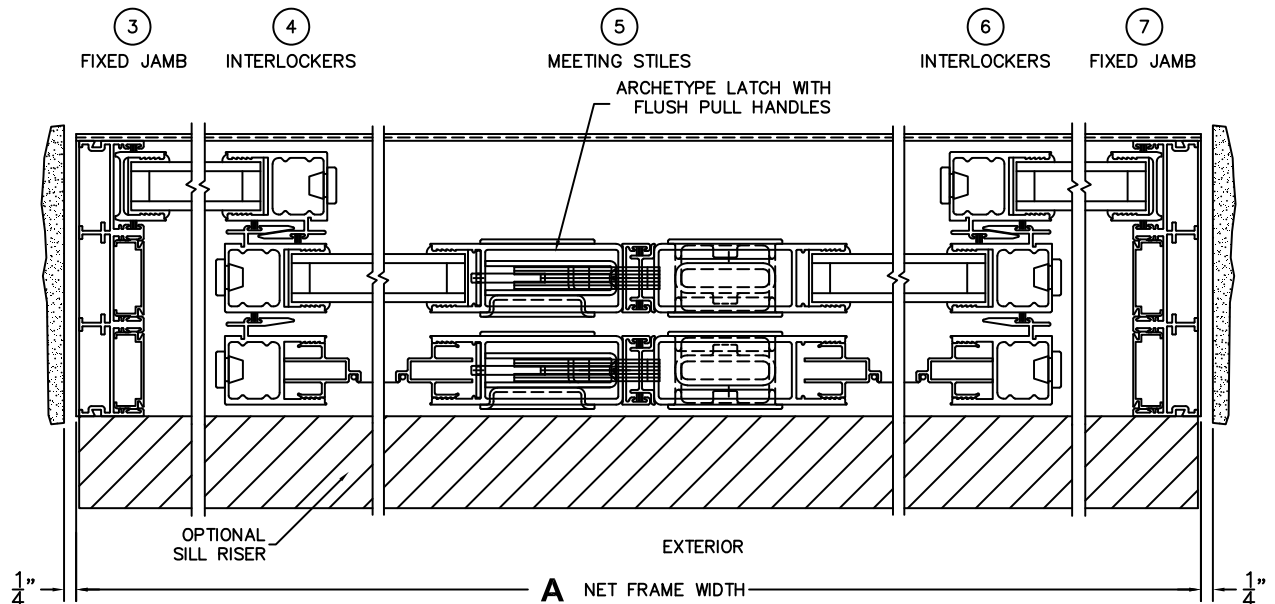 3 4 5 6 7
FIXED JAMB INTERLOCKERS MEETING STILES INTERLOCKERS FIXED JAMB
ARCHETYPE LATCH WITH
FLUSH PULL HANDLES
OPTIONAL
SILL RISER
EXTERIOR
1/4" A NET FRAME WIDTH 1/4"